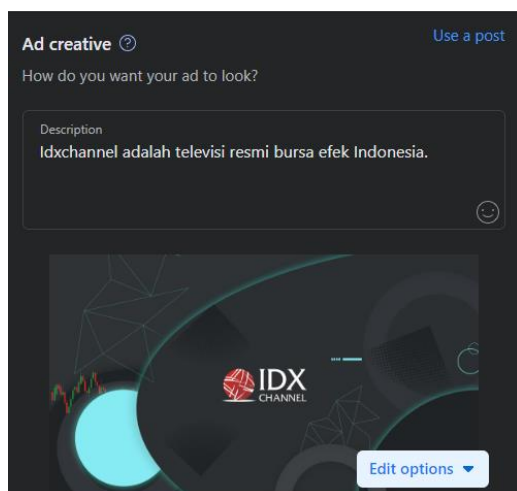 Ad creative
Use a post
How do you want your ad to look?
Description
Idxchannel adalah televisi resmi bursa efek Indonesia.
IDX
CHANNEL
Edit options